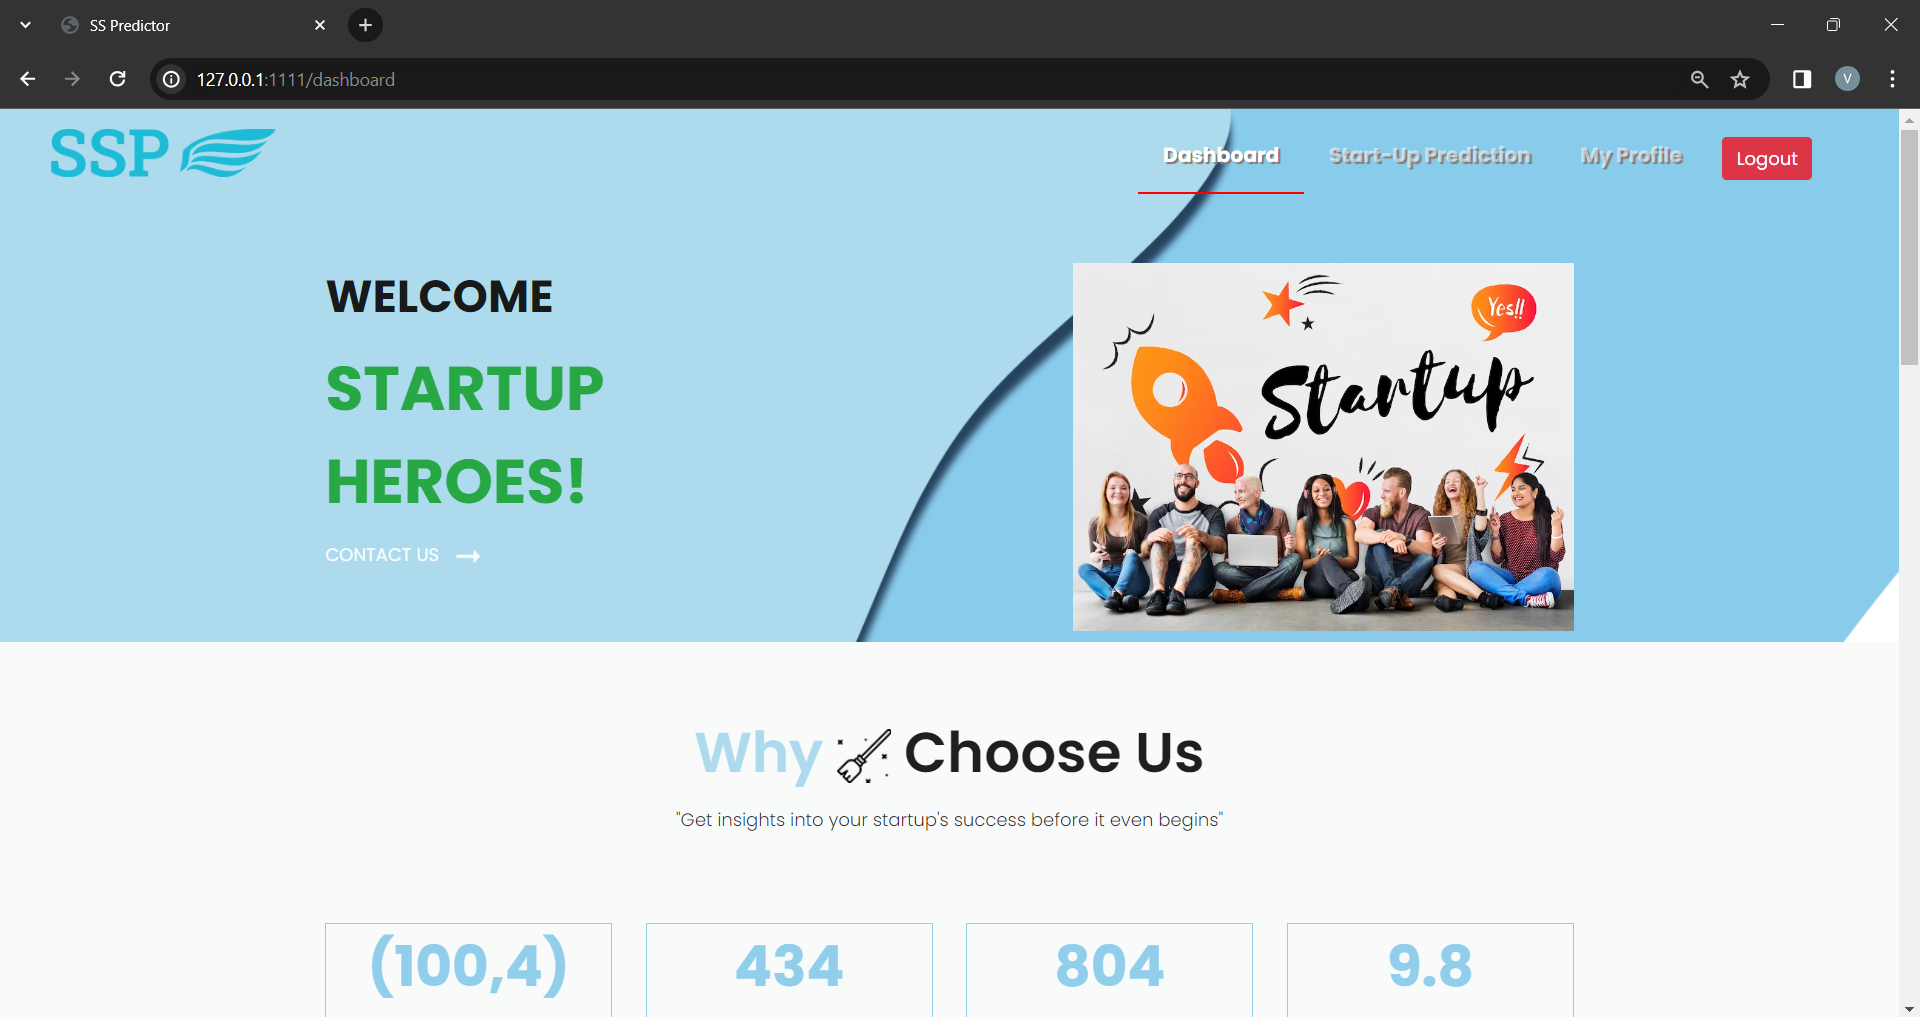 SS Predictor
127.0.0.1:1111/dashboard
V
SSP
Dashboard
Start-Up Prediction
My Profile
Logout
WELCOME
STARTUP
HEROES!
CONTACT US
Yes!!
Startup
Why Choose Us
"Get insights into your startup's success before it even begins"
(100,4)
434
804
9.8